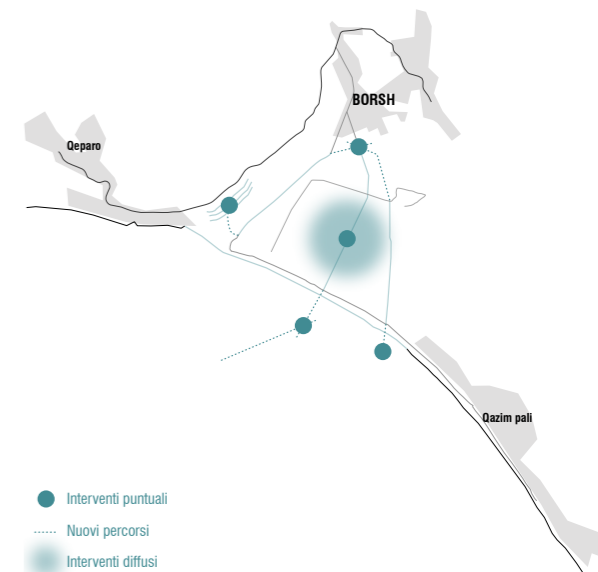 BORSH
Qeparo
Qazim pali
Interventi puntuali
Nuovi percorsi
Interventi diffusi